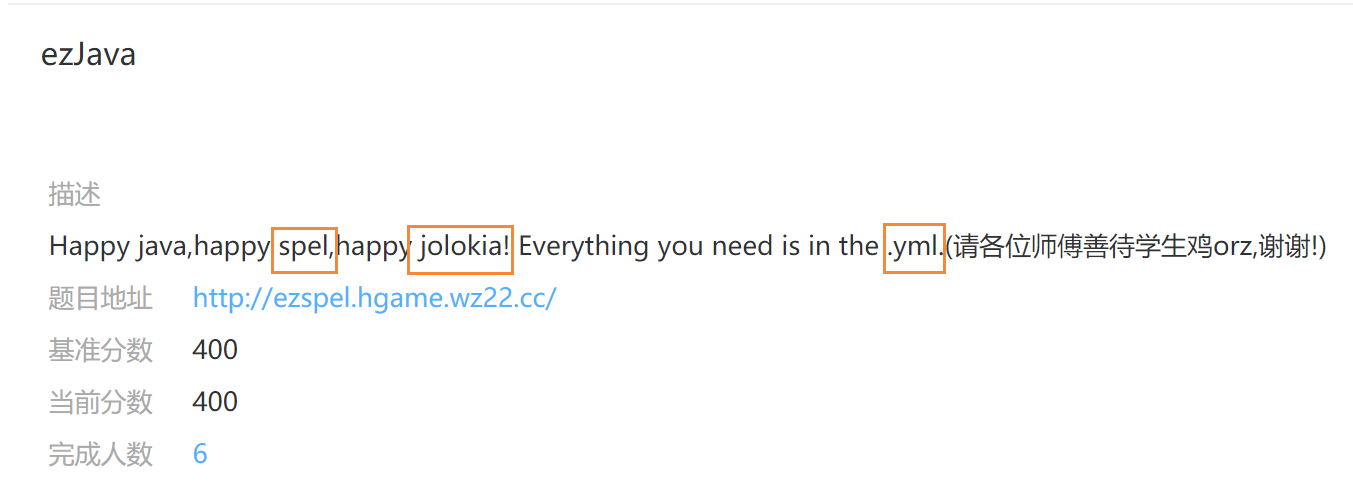 ezJava
描述
Happy java,happy spel,happy jolokia! Everything you need is in the .yml.(请各位师傅善待学生鸡orz,谢谢!)
题目地址 http://ezspel.hgame.wz22.cc/
基准分数 400
当前分数 400
完成人数 6